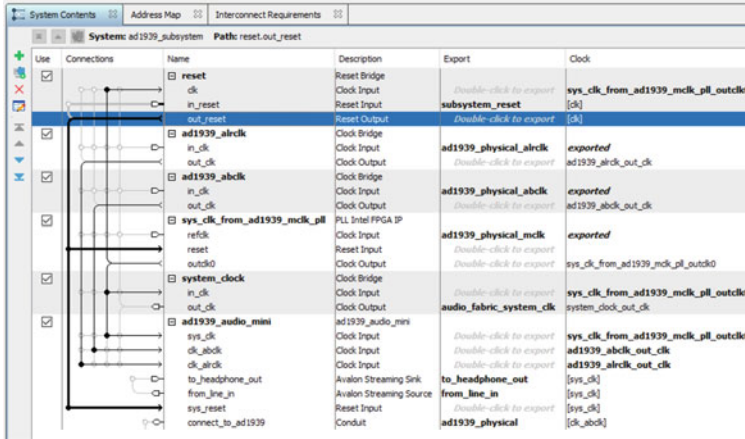 System Contents Address Map Interconnect Requirements
System: ad1939_subsystem Path: reset.out_reset
Use Connections Name Description Export Clock
reset Reset Bridge
clk Clock Input Double-click to export sys_clk_from_ad1939_mclk_pll_outclk
in_reset Reset Input subsystem_reset [clk]
out_reset Reset Output Double-click to export [clk]
ad1939_alrclk Clock Bridge
in_clk Clock Input ad1939_physical_alrclk exported
out_clk Clock Output Double-click to export ad1939_alrclk_out_clk
ad1939_abclk Clock Bridge
in_clk Clock Input ad1939_physical_abclk exported
out_clk Clock Output Double-click to export ad1939_abclk_out_clk
sys_clk_from_ad1939_mclk_pll PLL Intel FPGA IP
refclk Clock Input ad1939_physical_mclk exported
reset Reset Input Double-click to export
outclk0 Clock Output Double-click to export sys_clk_from_ad1939_mclk_pll_outclk0
system_clock Clock Bridge
in_clk Clock Input Double-click to export sys_clk_from_ad1939_mclk_pll_outclk
out_clk Clock Output audio_fabric_system_clk system_clock_out_clk
ad1939_audio_mini ad1939_audio_mini
sys_clk Clock Input Double-click to export sys_clk_from_ad1939_mclk_pll_outclk
clk_abclk Clock Input Double-click to export ad1939_abclk_out_clk
clk_alrclk Clock Input Double-click to export ad1939_alrclk_out_clk
to_headphone_out Avalon Streaming Sink to_headphone_out [sys_clk]
from_line_in Avalon Streaming Source from_line_in [sys_clk]
sys_reset Reset Input Double-click to export [sys_clk]
connect_to_ad1939 Conduit ad1939_physical [clk_abclk]